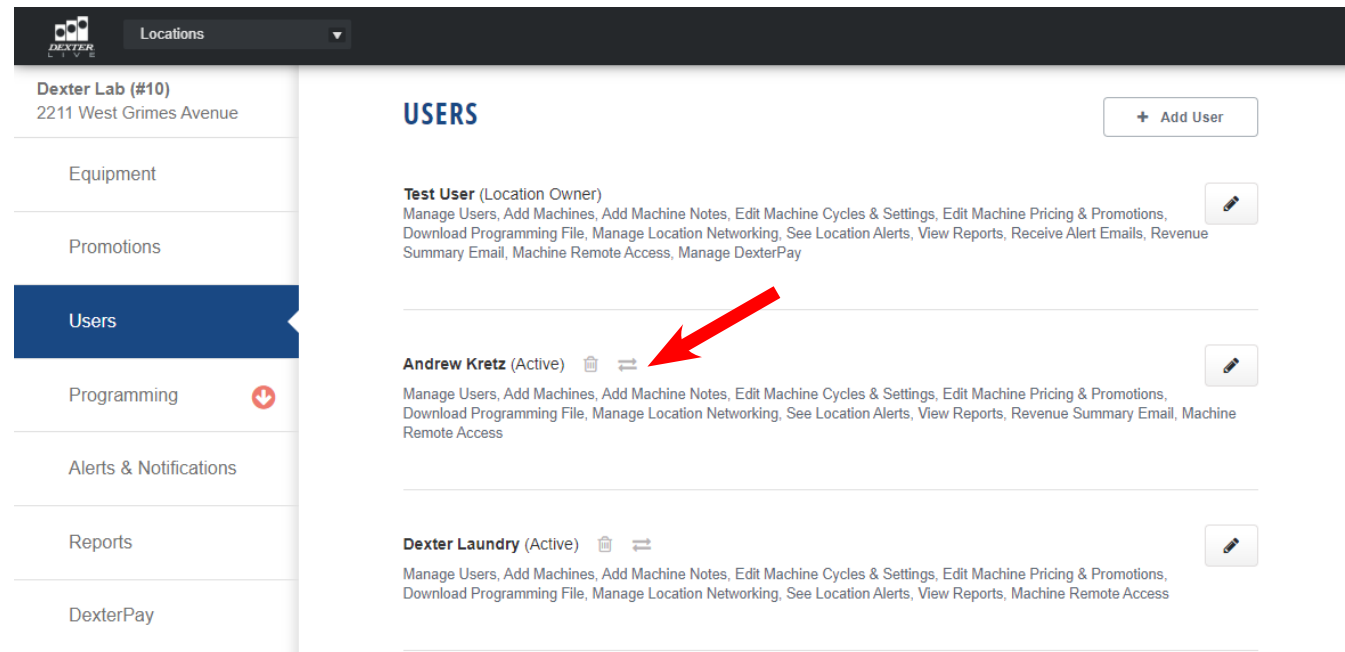 DEXTER
LIVE
Locations
Dexter Lab (#10)
2211 West Grimes Avenue
Equipment
Promotions
Users
Programming
Alerts & Notifications
Reports
DexterPay
USERS
+ Add User
Test User (Location Owner)
Manage Users, Add Machines, Add Machine Notes, Edit Machine Cycles & Settings, Edit Machine Pricing & Promotions,
Download Programming File, Manage Location Networking, See Location Alerts, View Reports, Receive Alert Emails, Revenue
Summary Email, Machine Remote Access, Manage DexterPay
Andrew Kretz (Active)
Manage Users, Add Machines, Add Machine Notes, Edit Machine Cycles & Settings, Edit Machine Pricing & Promotions,
Download Programming File, Manage Location Networking, See Location Alerts, View Reports, Revenue Summary Email, Machine
Remote Access
Dexter Laundry (Active)
Manage Users, Add Machines, Add Machine Notes, Edit Machine Cycles & Settings, Edit Machine Pricing & Promotions,
Download Programming File, Manage Location Networking, See Location Alerts, View Reports, Machine Remote Access